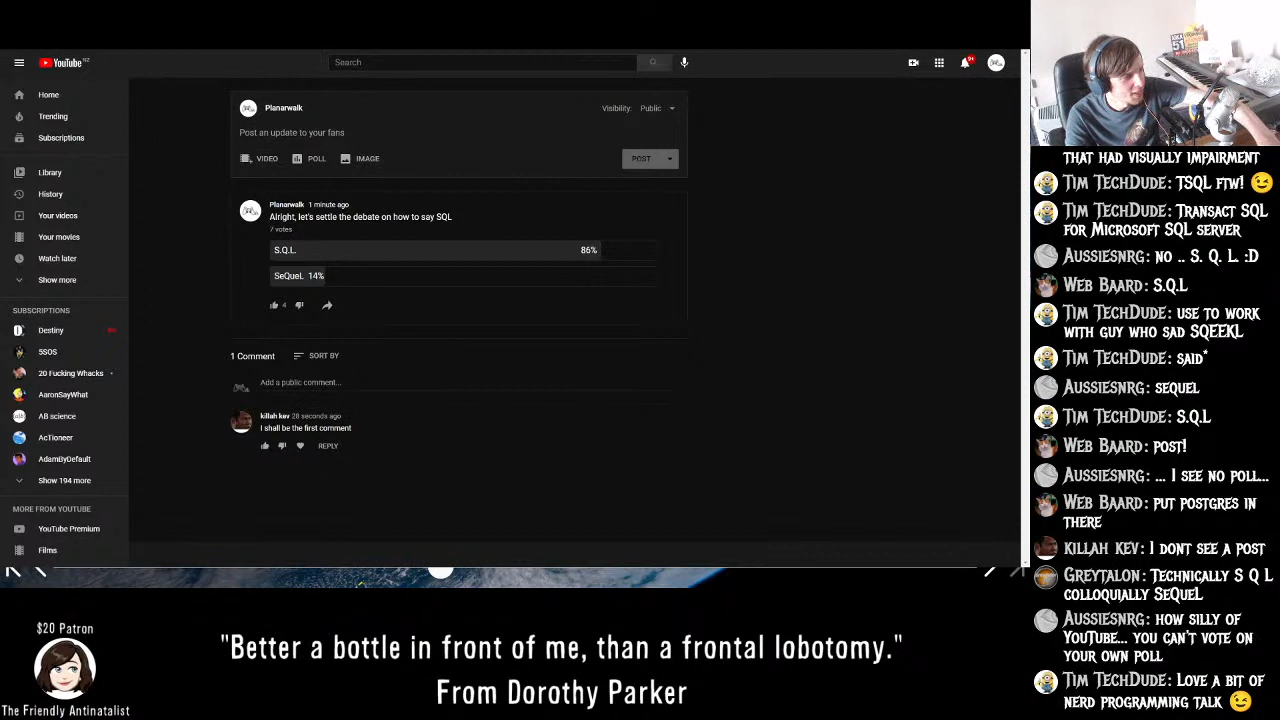 YouTube NZ
Search
9+
Home
Trending
Subscriptions
Library
History
Your videos
Your movies
Watch later
Show more
SUBSCRIPTIONS
Destiny
5SOS
20 Fucking Whacks
AaronSayWhat
AB science
AcTioneer
AdamByDefault
Show 194 more
MORE FROM YOUTUBE
YouTube Premium
Films
Planarwalk
Visibility: Public
Post an update to your fans
VIDEO POLL IMAGE
POST
Planarwalk 1 minute ago
Alright, let's settle the debate on how to say SQL
7 votes
S.Q.L. 86%
SeQueL 14%
4
1 Comment SORT BY
Add a public comment...
killah kev 28 seconds ago
I shall be the first comment
REPLY
AREA
51
THAT HAD VISUALLY IMPAIRMENT
TIM TECHDUDE: TSQL FTW! 😉
TIM TECHDUDE: TRANSACT SQL
FOR MICROSOFT SQL SERVER
AUSSIESNRG: NO .. S. Q. L. :D
WEB BAARD: S.Q.L
TIM TECHDUDE: USE TO WORK
WITH GUY WHO SAD SQEEKL
TIM TECHDUDE: SAID*
AUSSIESNRG: SEQUEL
TIM TECHDUDE: S.Q.L
WEB BAARD: POST!
AUSSIESNRG: ... I SEE NO POLL...
WEB BAARD: PUT POSTGRES IN
THERE
KILLAH KEV: I DONT SEE A POST
GREYTALON: TECHNICALLY S Q L
COLLOQUIALLY SEQUEL
AUSSIESNRG: HOW SILLY OF
YOUTUBE... YOU CAN'T VOTE ON
YOUR OWN POLL
TIM TECHDUDE: LOVE A BIT OF
NERD PROGRAMMING TALK 😉
$20 Patron
The Friendly Antinatalist
"Better a bottle in front of me, than a frontal lobotomy."
From Dorothy Parker